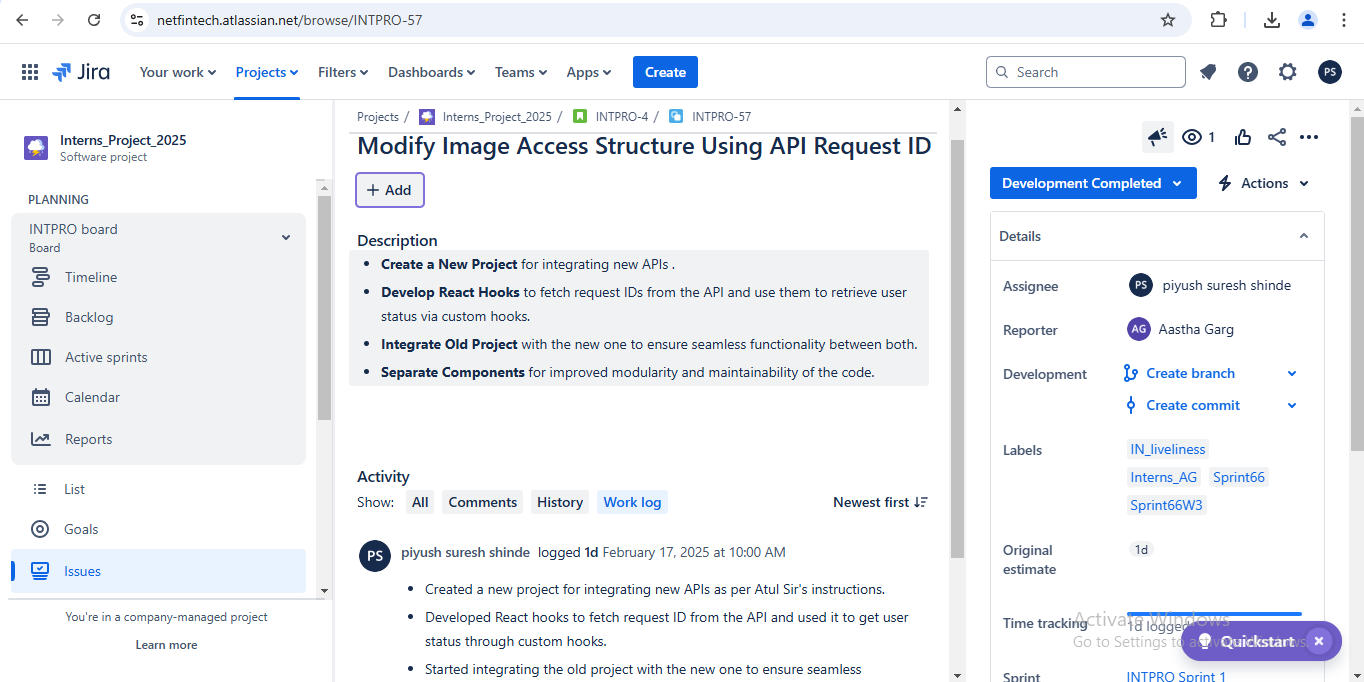 netfintech.atlassian.net/browse/INTPRO-57
Jira
Your work
Projects
Filters
Dashboards
Teams
Apps
Create
Search
PS
Interns_Project_2025
Software project
PLANNING
INTPRO board
Board
Timeline
Backlog
Active sprints
Calendar
Reports
List
Goals
Issues
You're in a company-managed project
Learn more
Projects / Interns_Project_2025 / INTPRO-4 / INTPRO-57
Modify Image Access Structure Using API Request ID
+ Add
Description
• Create a New Project for integrating new APIs .
• Develop React Hooks to fetch request IDs from the API and use them to retrieve user
status via custom hooks.
• Integrate Old Project with the new one to ensure seamless functionality between both.
• Separate Components for improved modularity and maintainability of the code.
Activity
Show: All Comments History Work log Newest first
PS piyush suresh shinde logged 1d February 17, 2025 at 10:00 AM
• Created a new project for integrating new APIs as per Atul Sir's instructions.
• Developed React hooks to fetch request ID from the API and used it to get user
status through custom hooks.
• Started integrating the old project with the new one to ensure seamless
1
Development Completed
Actions
Details
Assignee PS piyush suresh shinde
Reporter AG Aastha Garg
Development Create branch
Create commit
Labels IN_liveliness
Interns_AG Sprint66
Sprint66W3
Original 1d
estimate
Time tracking 1d logged
Activate Windows
Go to Settings to
Quickstart
Sprint INTPRO Sprint 1